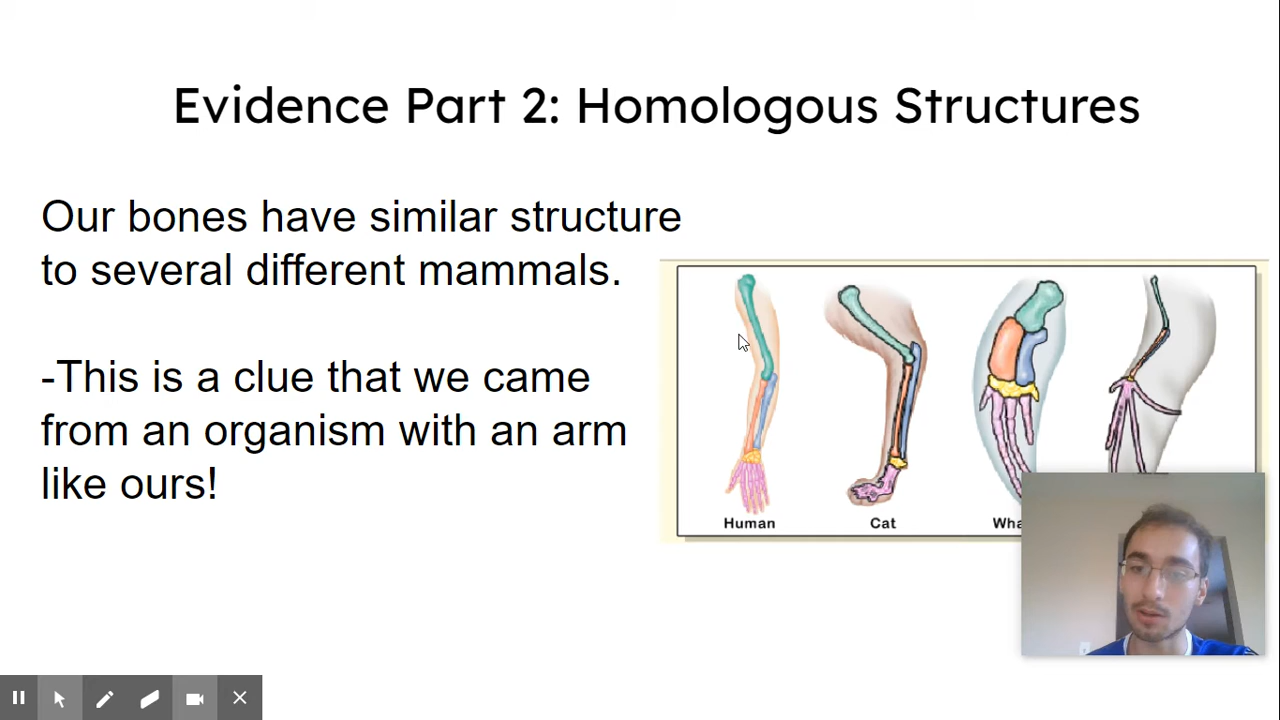 Evidence Part 2: Homologous Structures
Our bones have similar structure
to several different mammals.
-This is a clue that we came
from an organism with an arm
like ours!
Human
Cat
Wha